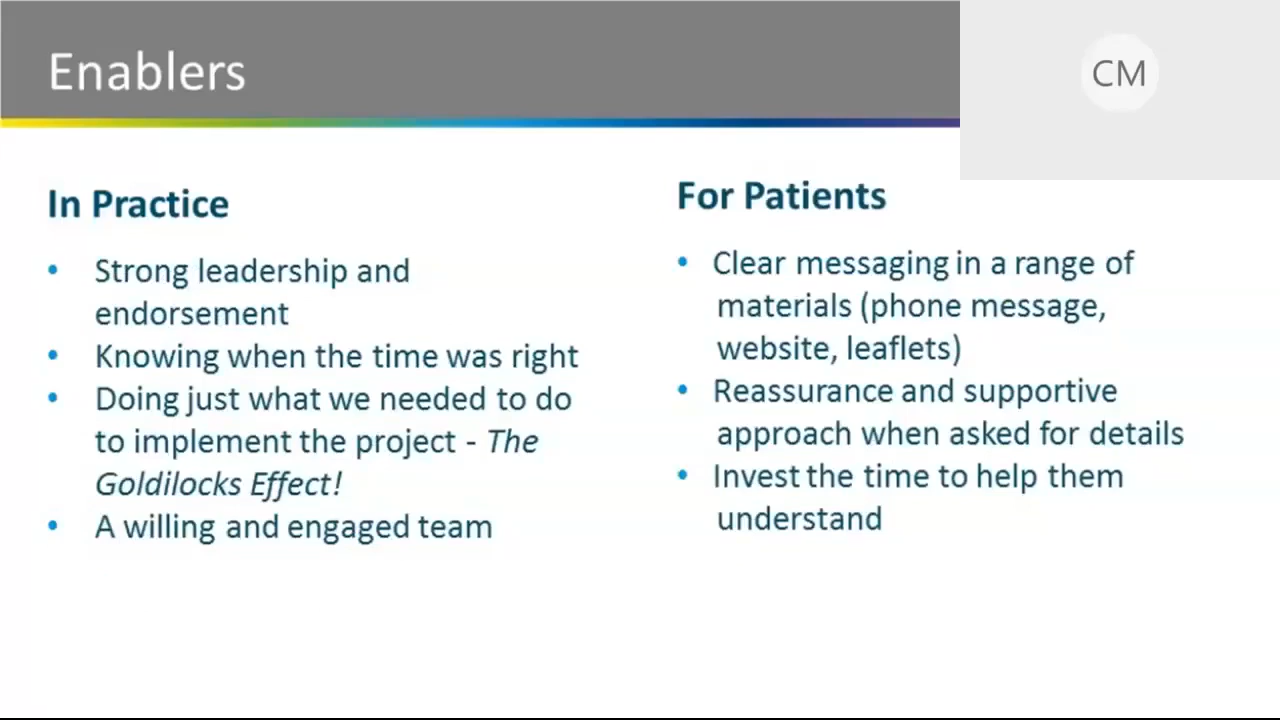 Enablers
CM
In Practice
• Strong leadership and
endorsement
• Knowing when the time was right
• Doing just what we needed to do
to implement the project - The
Goldilocks Effect!
• A willing and engaged team
For Patients
• Clear messaging in a range of
materials (phone message,
website, leaflets)
• Reassurance and supportive
approach when asked for details
• Invest the time to help them
understand